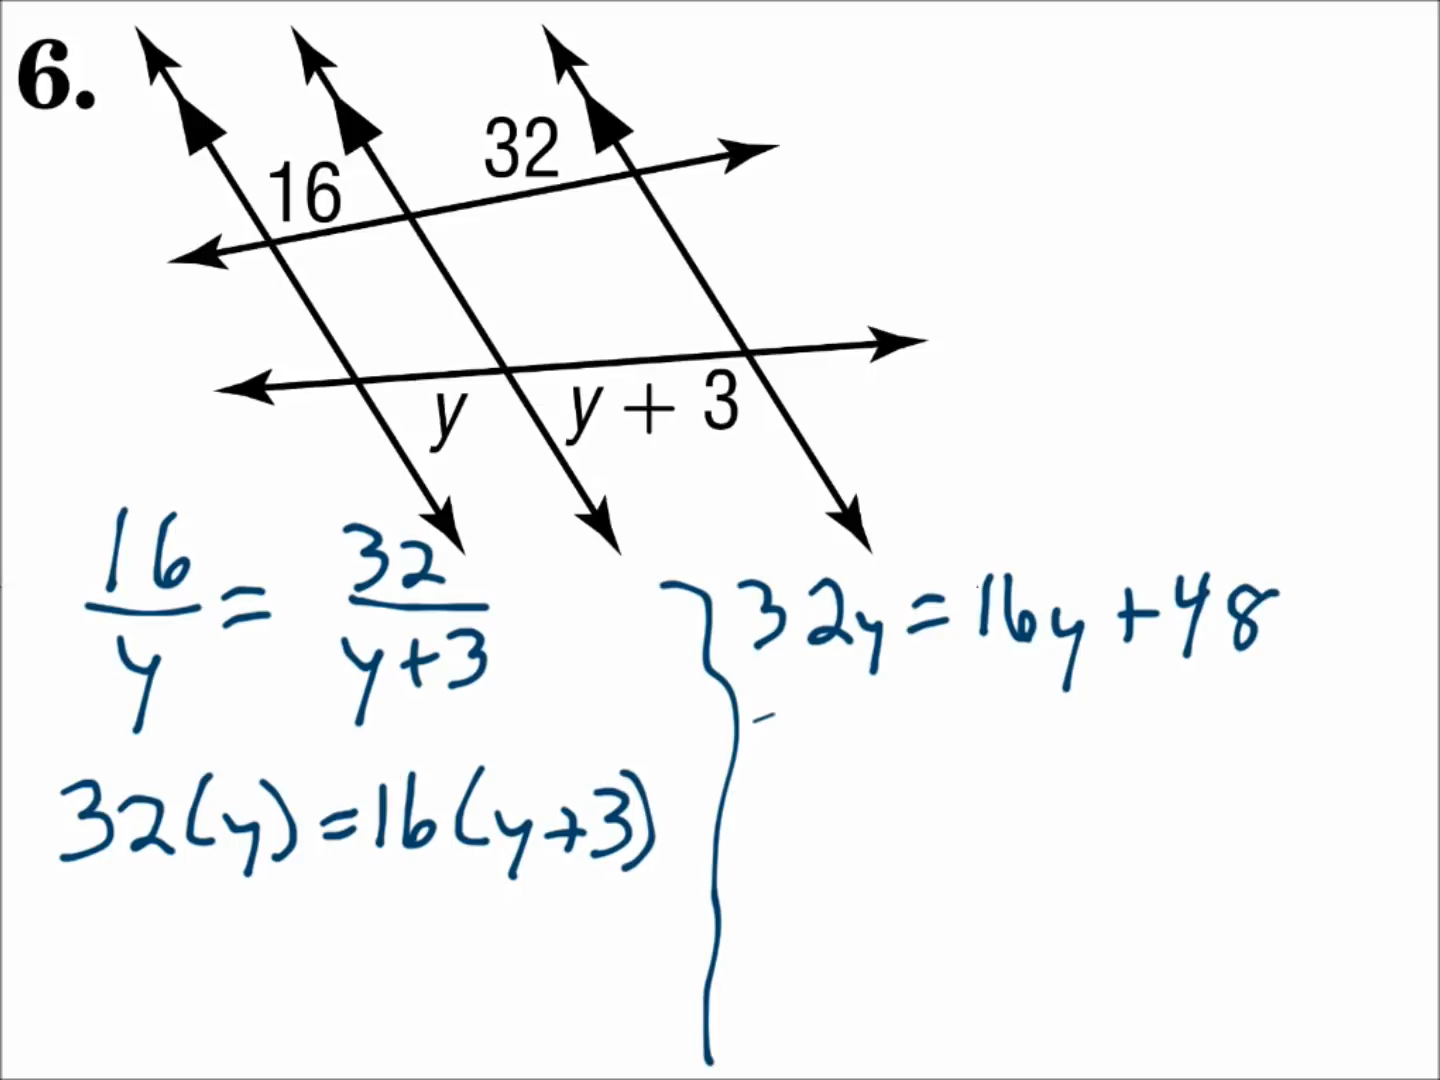 6.
16
32
y
y + 3
16/y = 32/y+3
32(y) = 16(y+3)
32y = 16y + 48
-